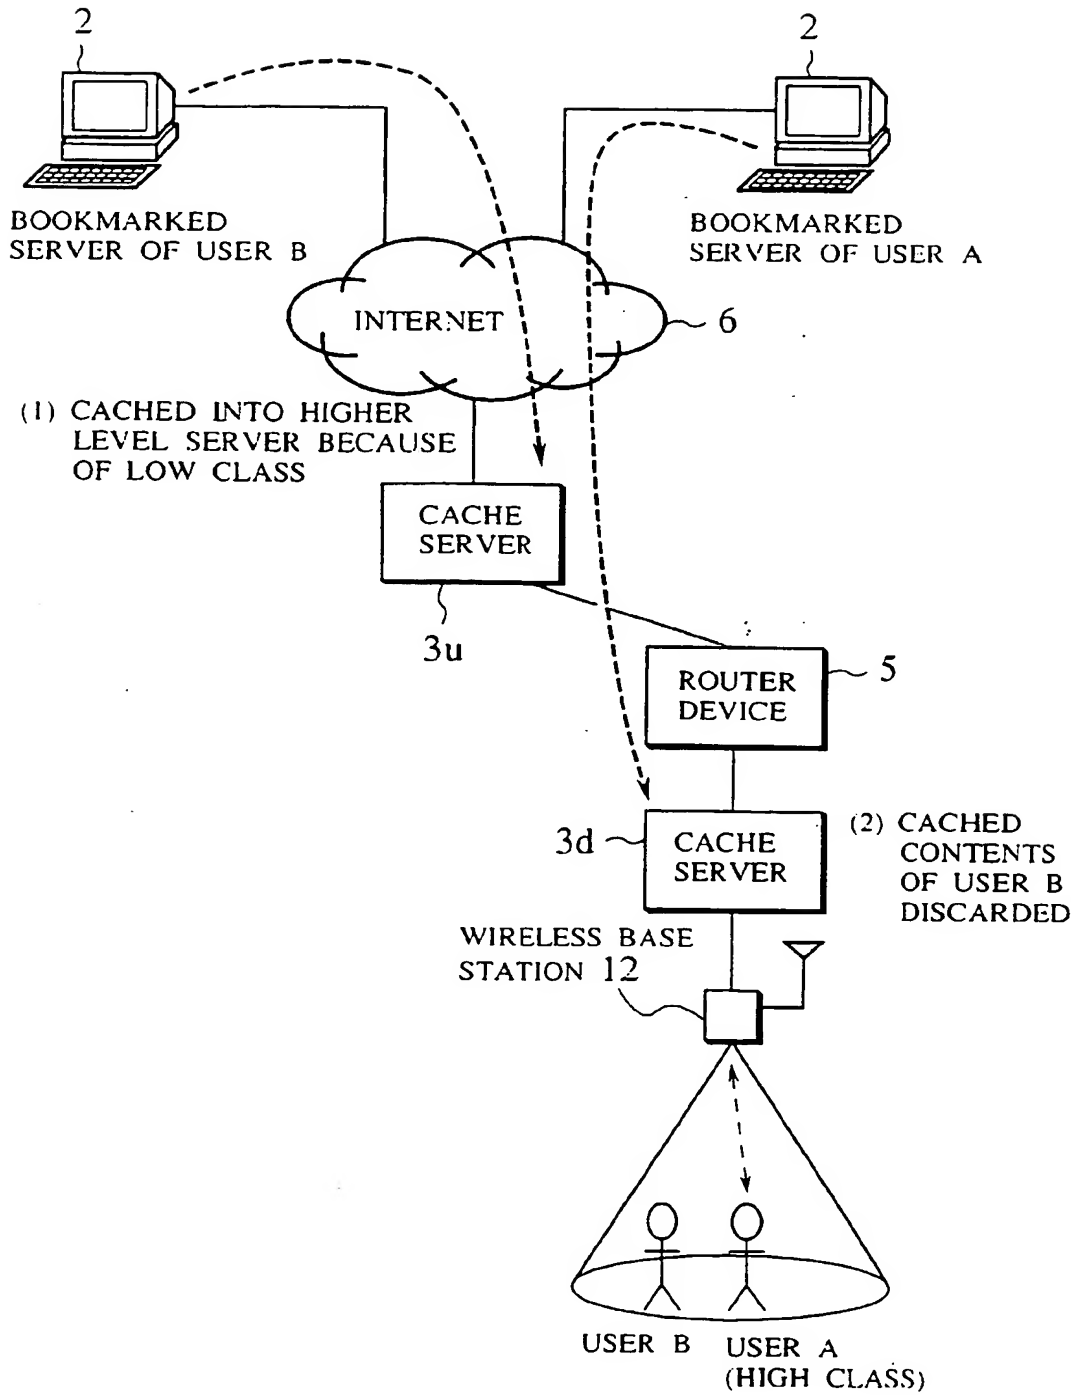 2
2
BOOKMARKED
SERVER OF USER B
BOOKMARKED
SERVER OF USER A
INTERNET
6
(1) CACHED INTO HIGHER
LEVEL SERVER BECAUSE
OF LOW CLASS
CACHE
SERVER
3u
ROUTER
DEVICE
5
3d
CACHE
SERVER
(2) CACHED
CONTENTS
OF USER B
DISCARDED
WIRELESS BASE
STATION 12
USER B
USER A
(HIGH CLASS)